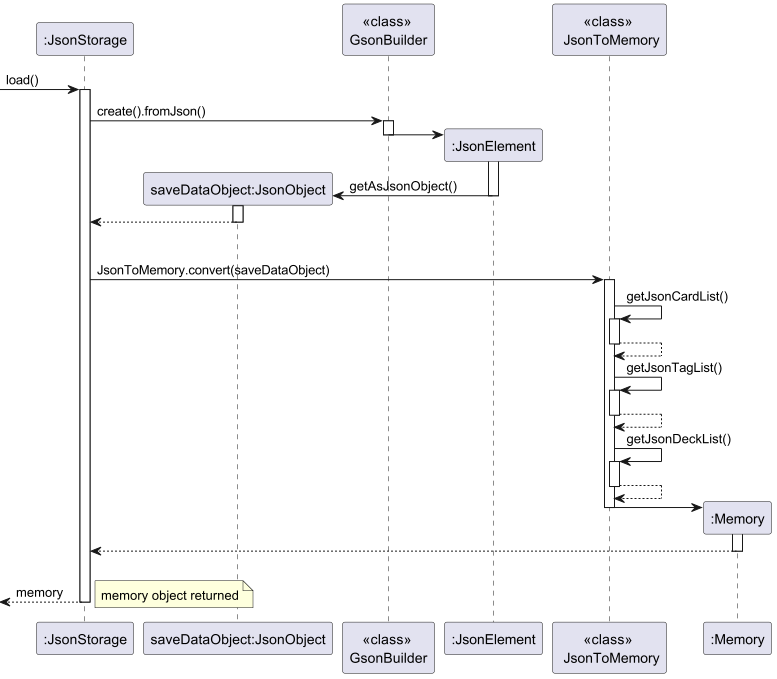 «class»
GsonBuilder
«class»
JsonToMemory
:JsonStorage
load()
create().fromJson()
:JsonElement
saveDataObject:JsonObject
getAsJsonObject()
JsonToMemory.convert(saveDataObject)
getJsonCardList()
getJsonTagList()
getJsonDeckList()
:Memory
memory
memory object returned
:JsonStorage
saveDataObject:JsonObject
«class»
GsonBuilder
:JsonElement
«class»
JsonToMemory
:Memory